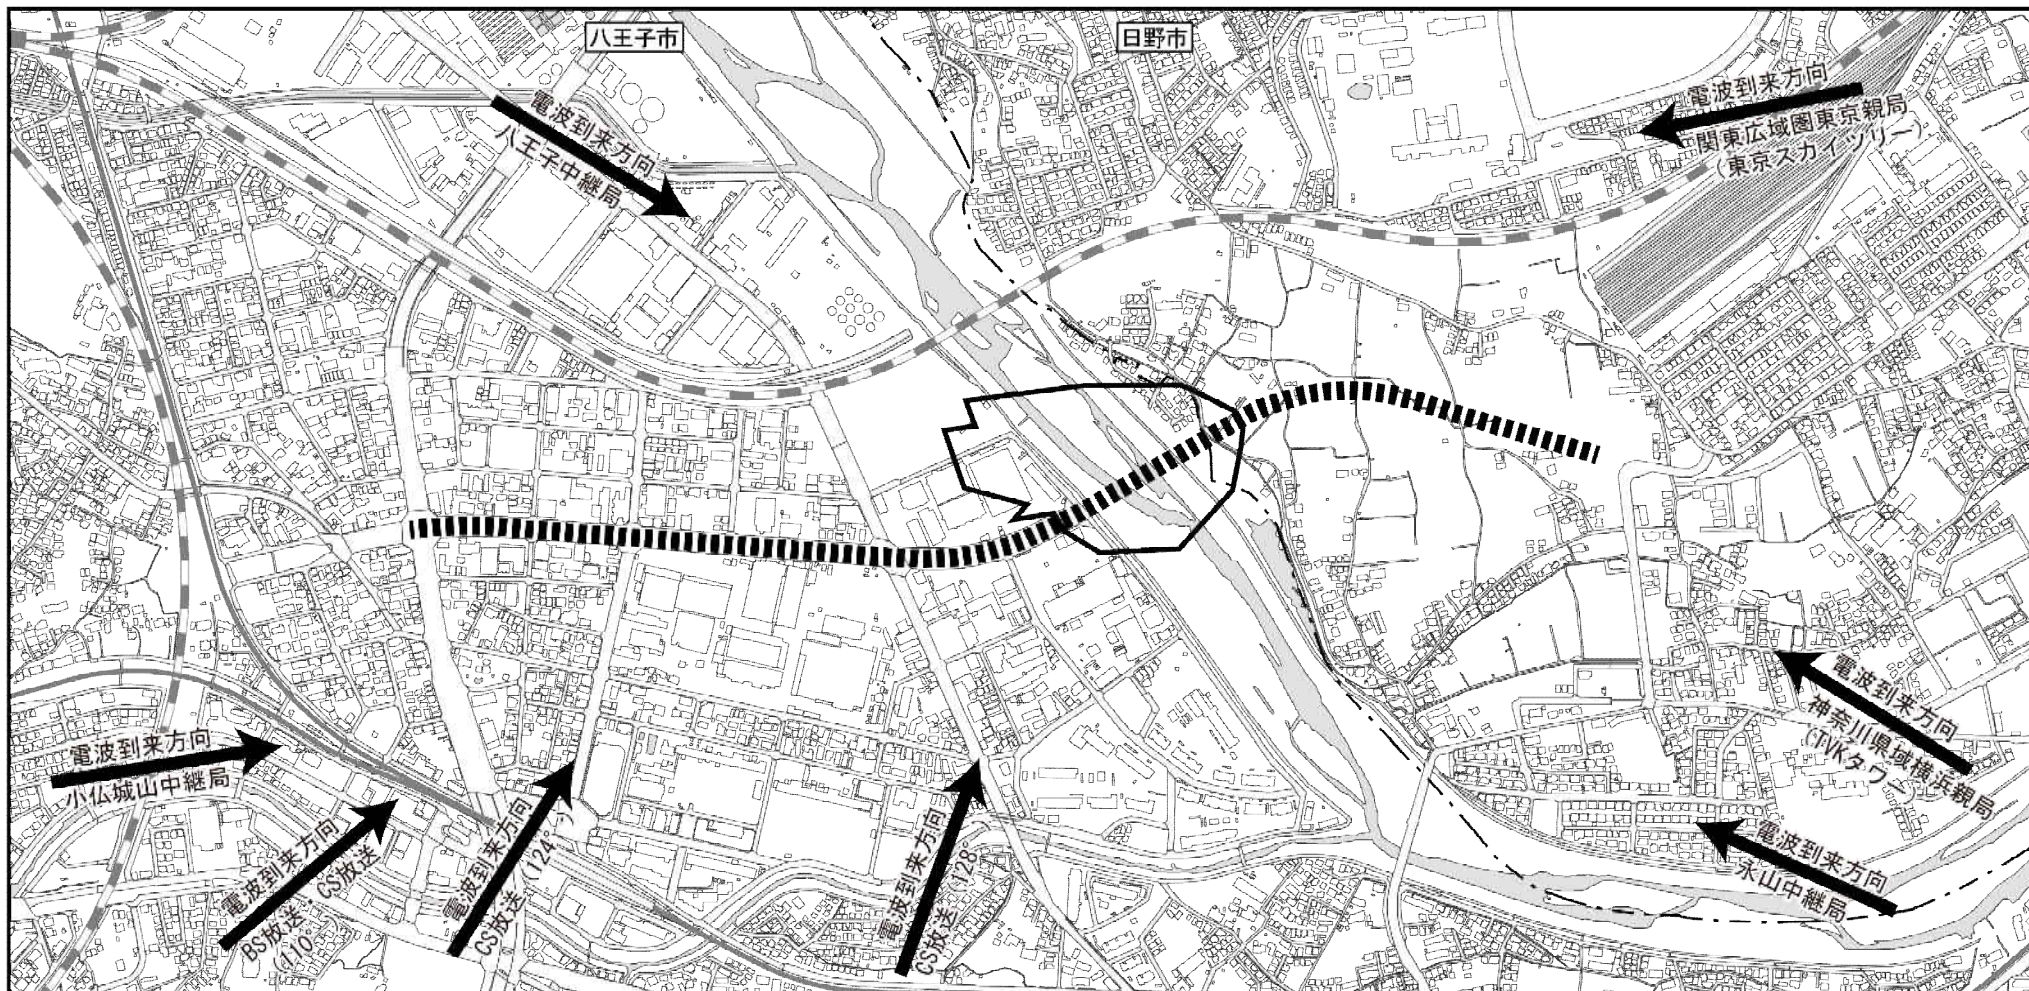 八王子市
日野市
電波到来方向
八王子中継局
電波到来方向
関東広域圏東京親局
(東京スカイツリー)
電波到来方向
小仏城山中継局
電波到来方向
BS放送・CS放送
(110°)
電波到来方向
CS放送(124°)
電波到来方向
CS放送(128°)
電波到来方向
神奈川県域横浜親局
(TVKタワー)
電波到来方向
永山中継局